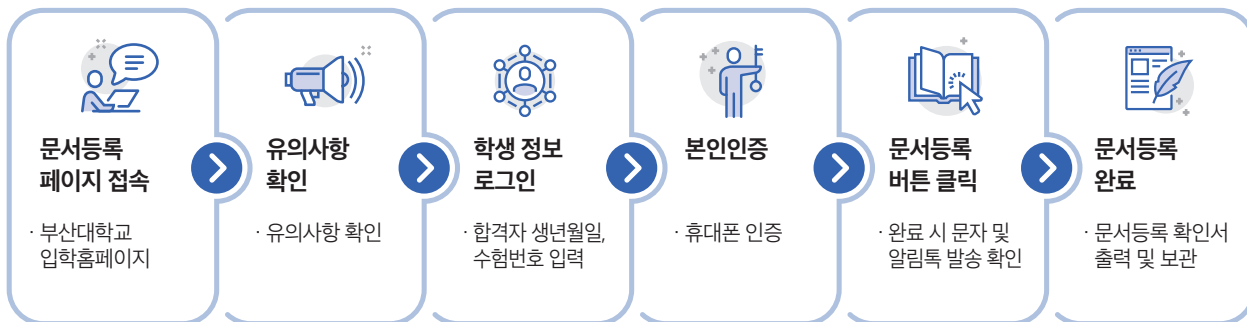 문서등록
페이지 접속
· 부산대학교
입학홈페이지
유의사항
확인
· 유의사항 확인
학생 정보
로그인
· 합격자 생년월일,
수험번호 입력
본인인증
· 휴대폰 인증
문서등록
버튼 클릭
· 완료 시 문자 및
알림톡 발송 확인
문서등록
완료
· 문서등록 확인서
출력 및 보관